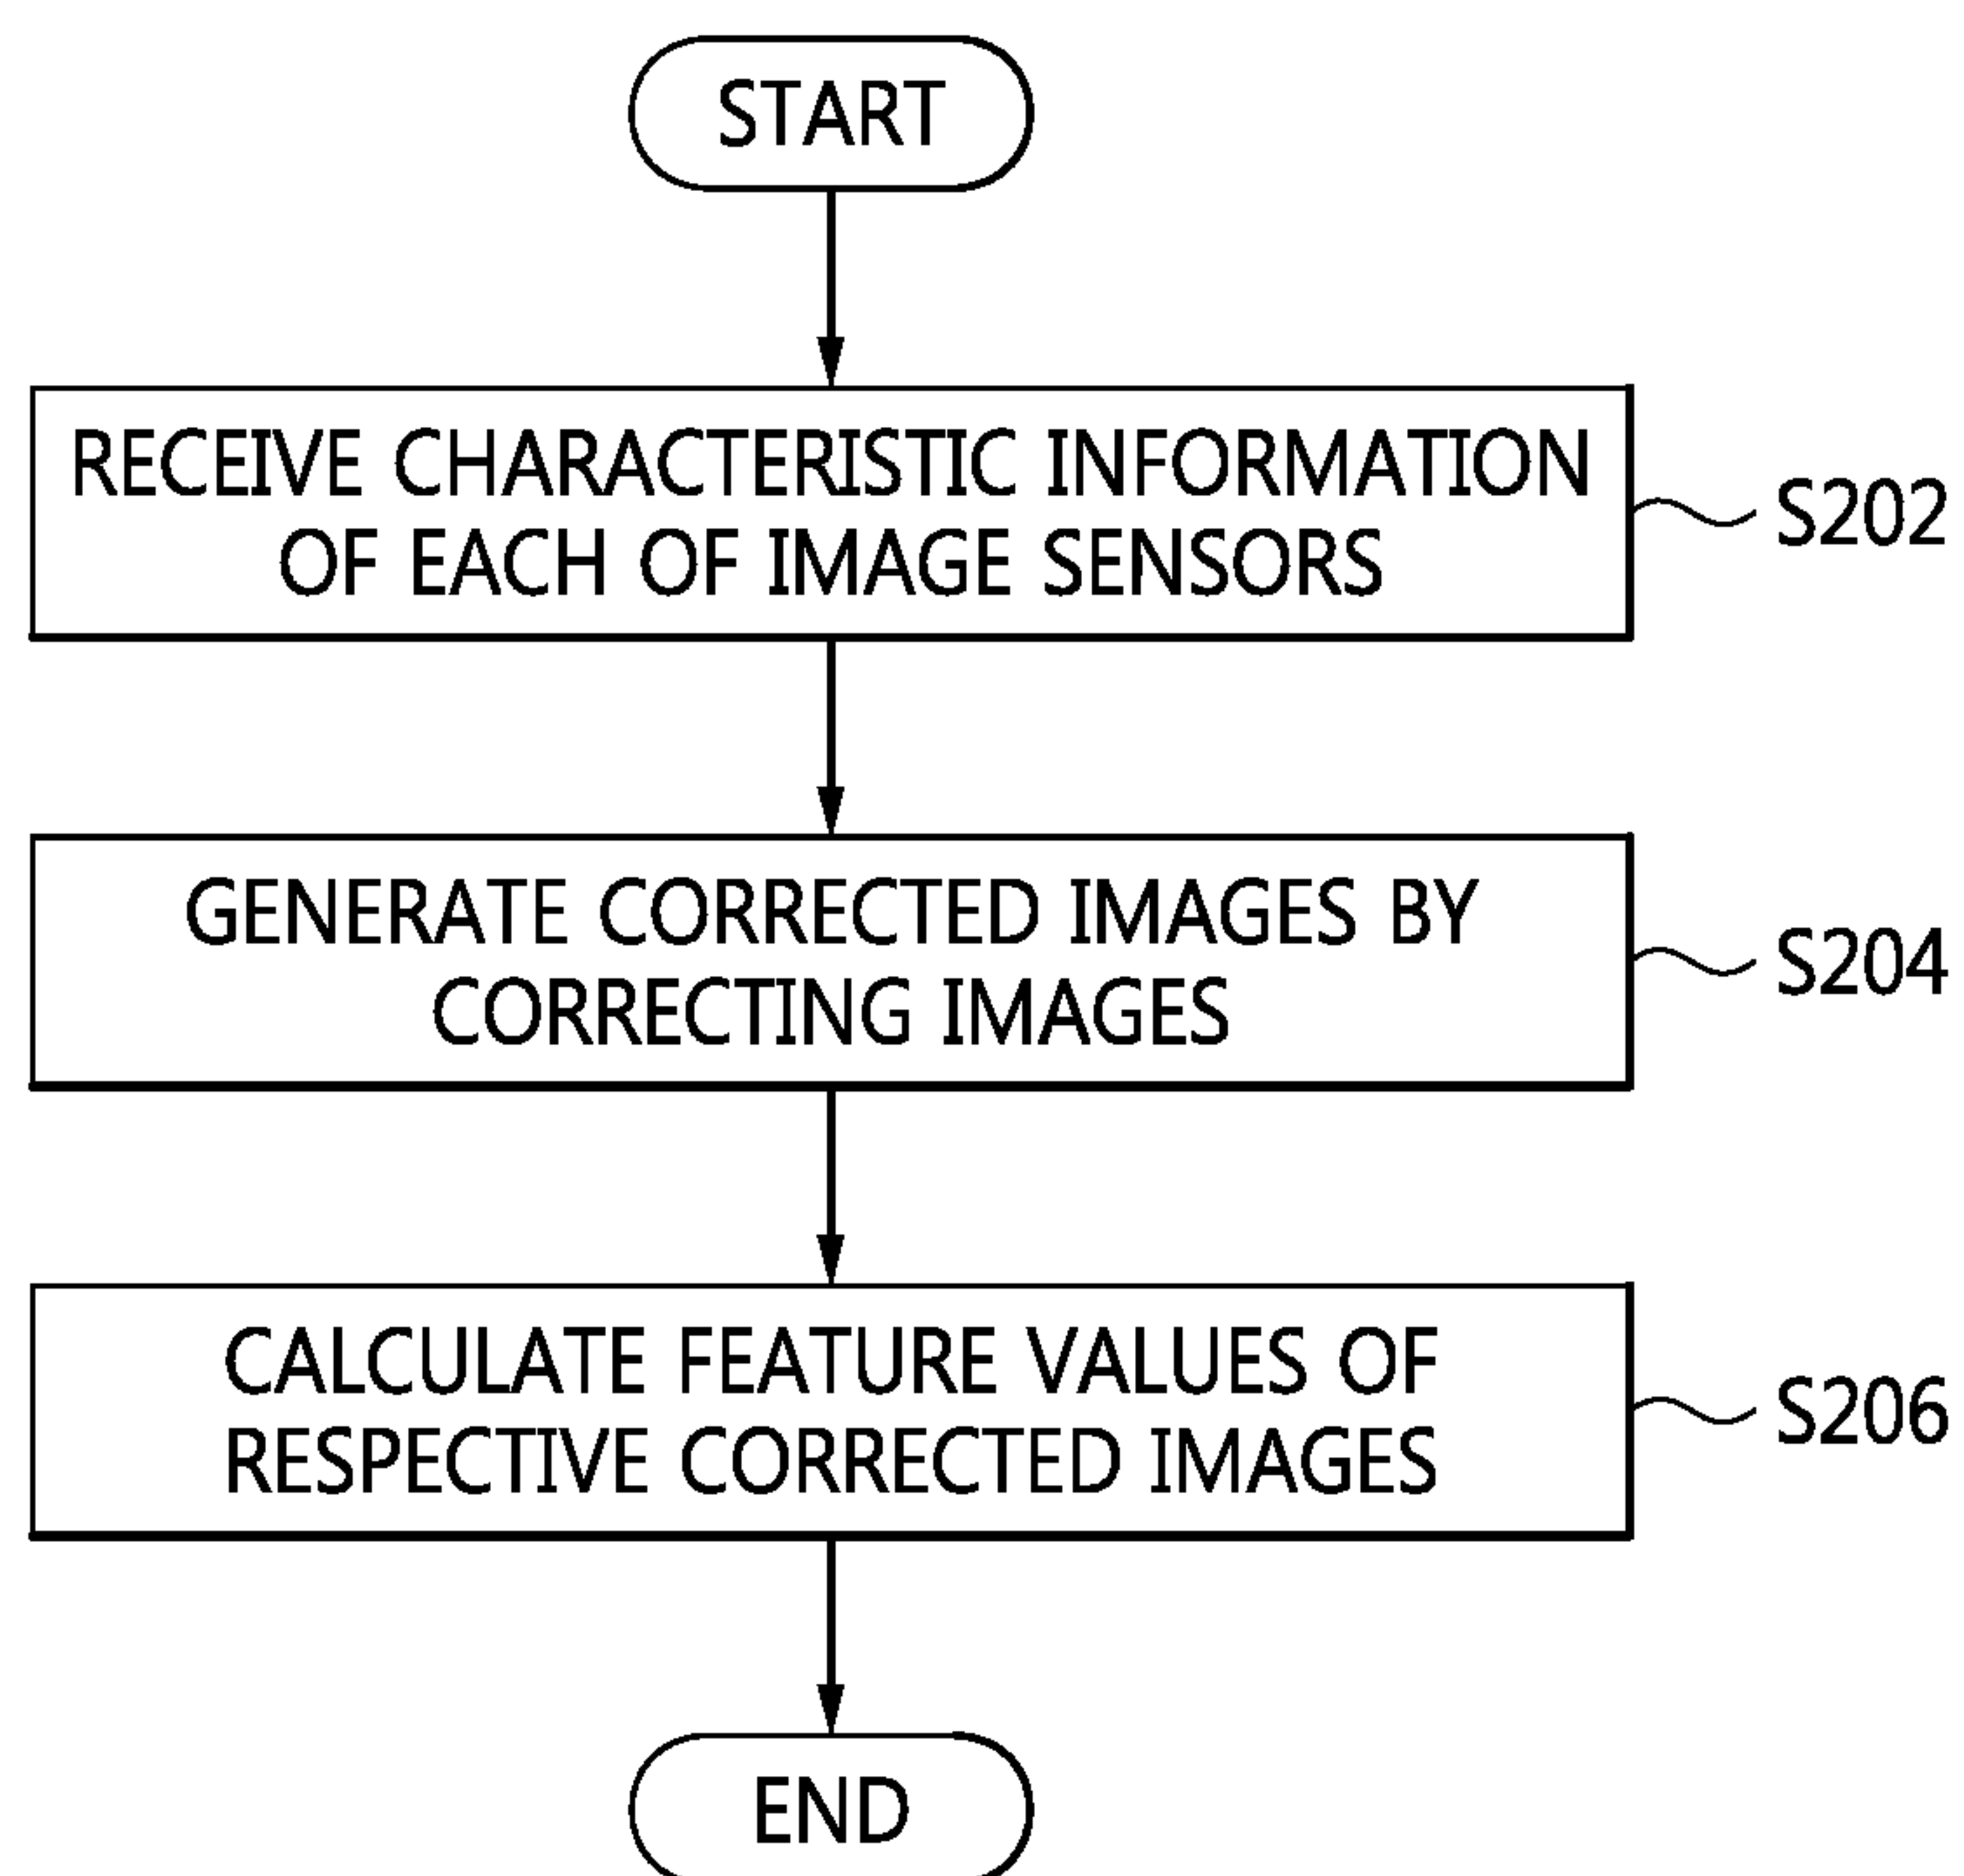 START
RECEIVE CHARACTERISTIC INFORMATION
OF EACH OF IMAGE SENSORS
S202
GENERATE CORRECTED IMAGES BY
CORRECTING IMAGES
S204
CALCULATE FEATURE VALUES OF
RESPECTIVE CORRECTED IMAGES
S206
END